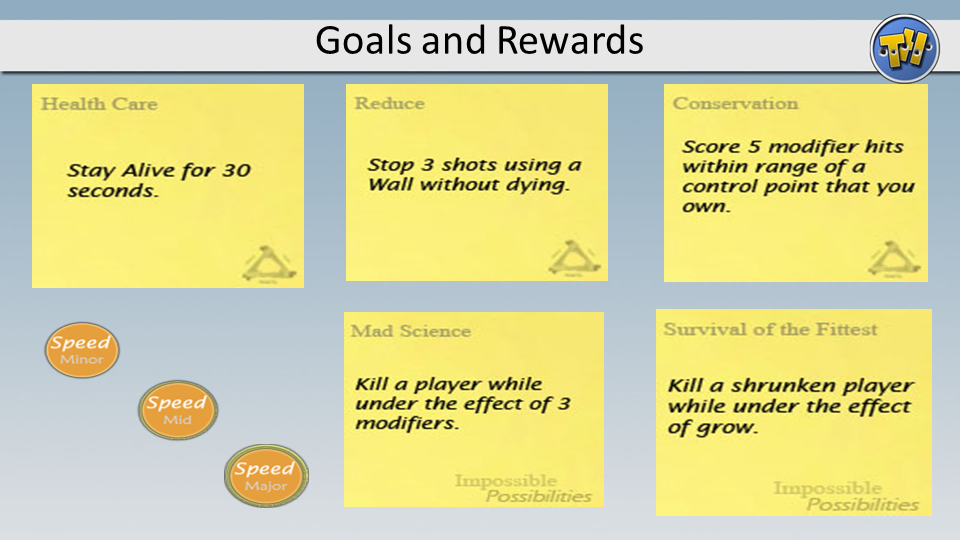 Goals and Rewards
TH
Health Care
Stay Alive for 30
seconds.
Reduce
Stop 3 shots using a
Wall without dying.
Conservation
Score 5 modifier hits
within range of a
control point that you
own.
Speed
Minor
Speed
Mid
Speed
Major
Mad Science
Kill a player while
under the effect of 3
modifiers.
Impossible
Possibilities
Survival of the Fittest
Kill a shrunken player
while under the effect
of grow.
Impossible
Possibilities